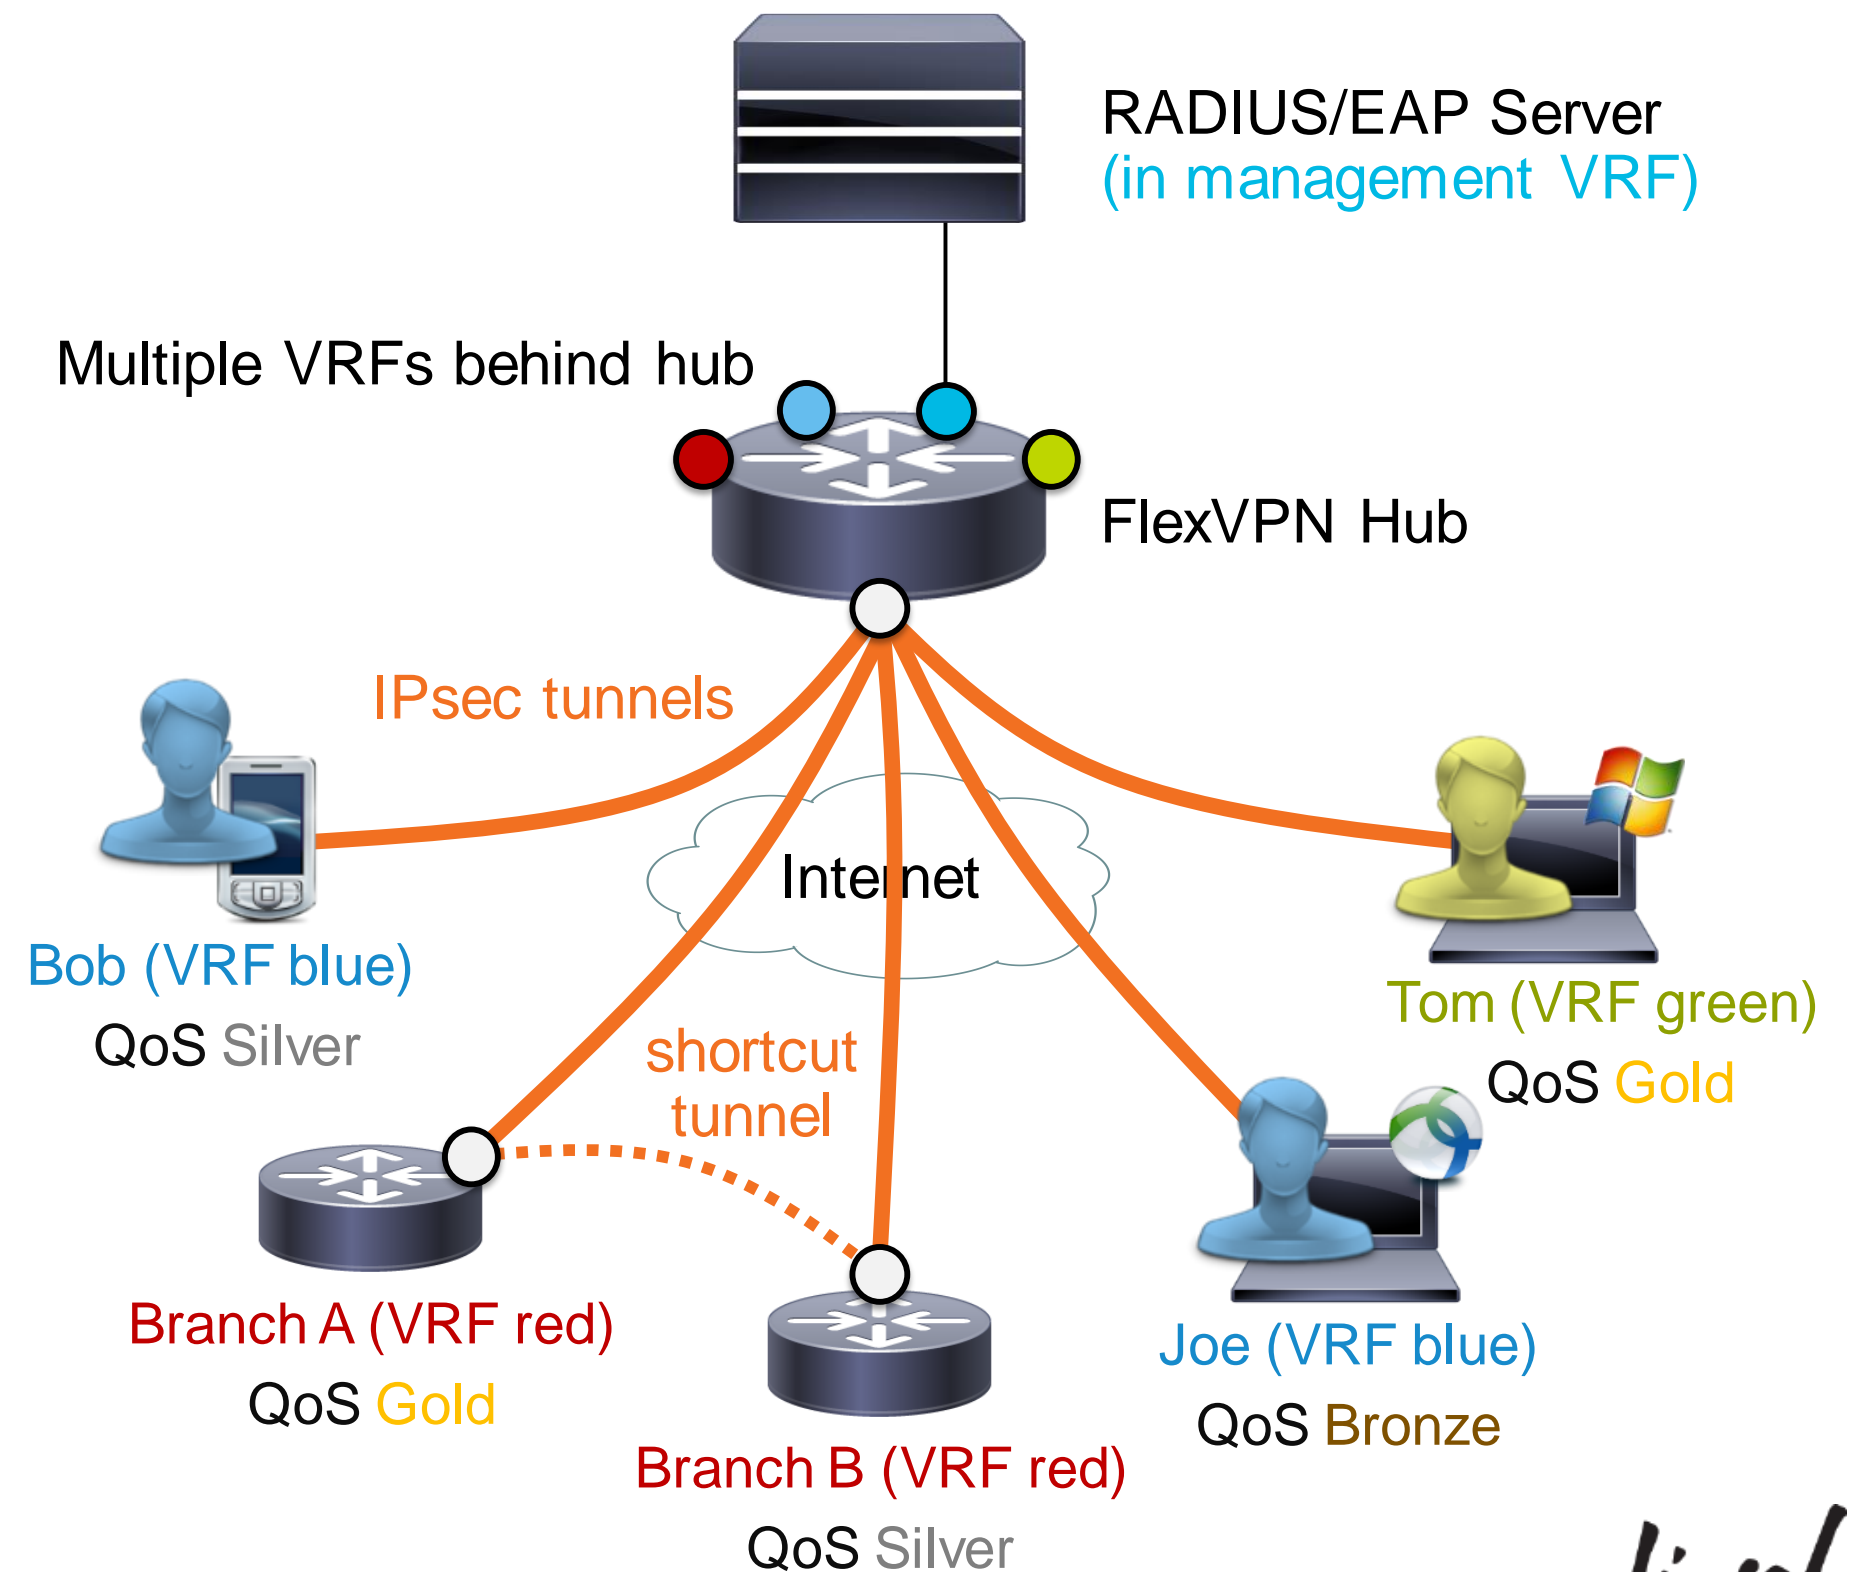 RADIUS/EAP Server
(in management VRF)
Multiple VRFs behind hub
FlexVPN Hub
IPsec tunnels
Internet
Bob (VRF blue)
QoS Silver
Tom (VRF green)
QoS Gold
shortcut
tunnel
Branch A (VRF red)
QoS Gold
Joe (VRF blue)
QoS Bronze
Branch B (VRF red)
QoS Silver